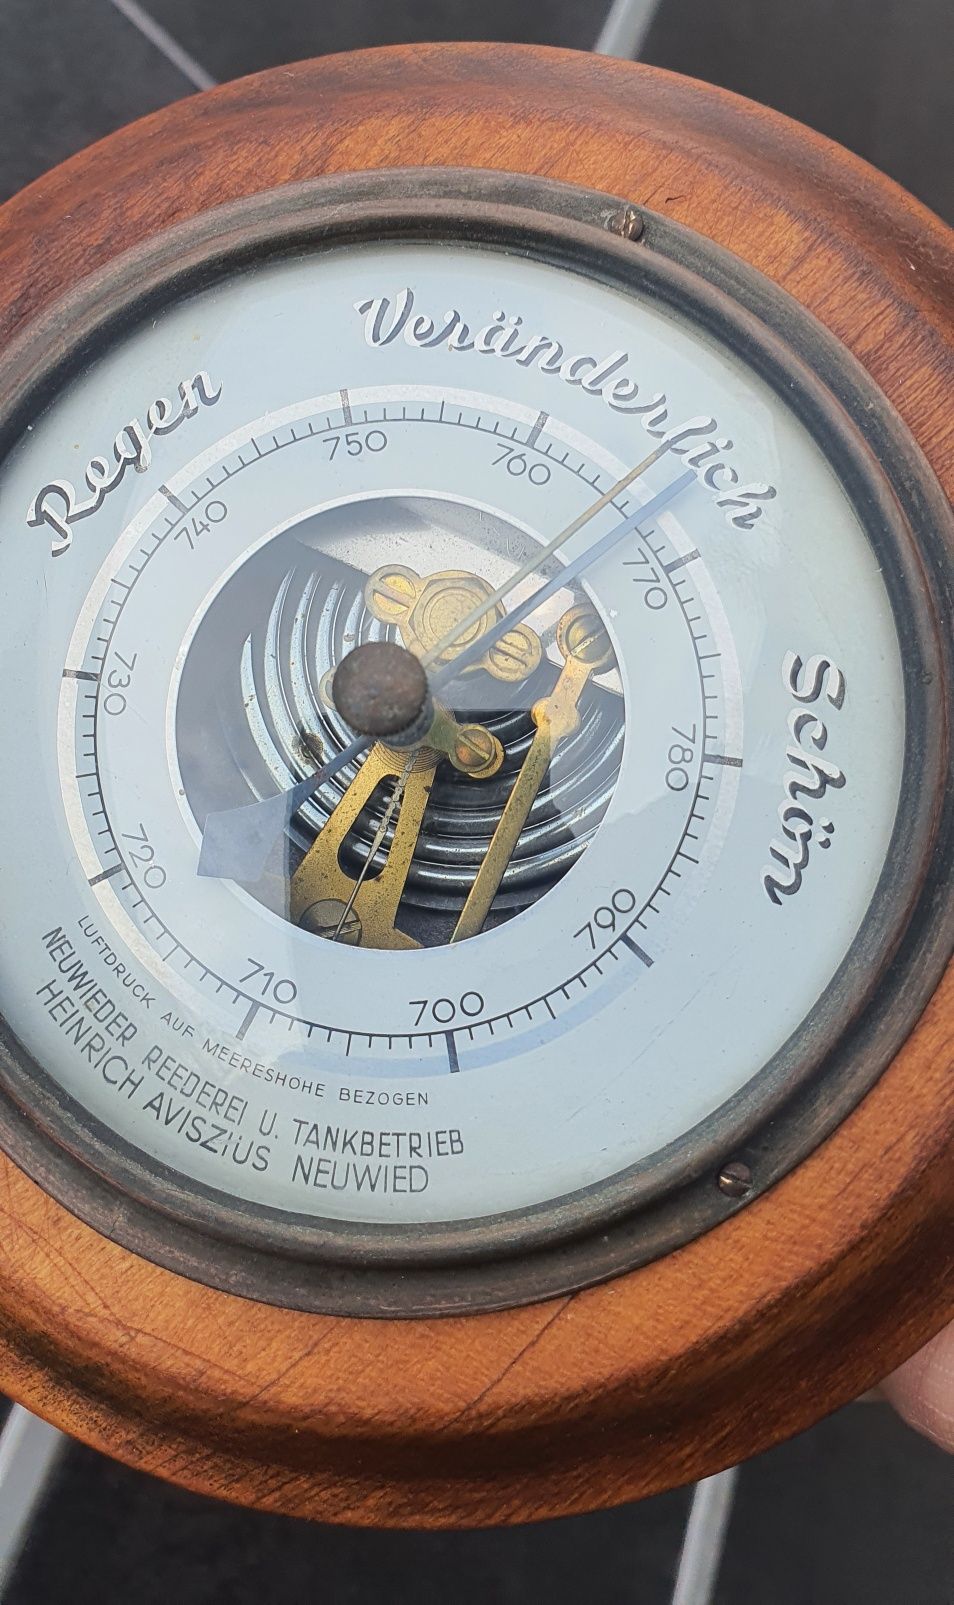 Regen
Veränderlich
Schön
700
710
720
730
740
750
760
770
780
790
LUFTDRUCK AUF MEERESHÖHE BEZOGEN
NEUWIEDER REEDEREI U. TANKBETRIEB
HEINRICH AVISZIUS NEUWIED